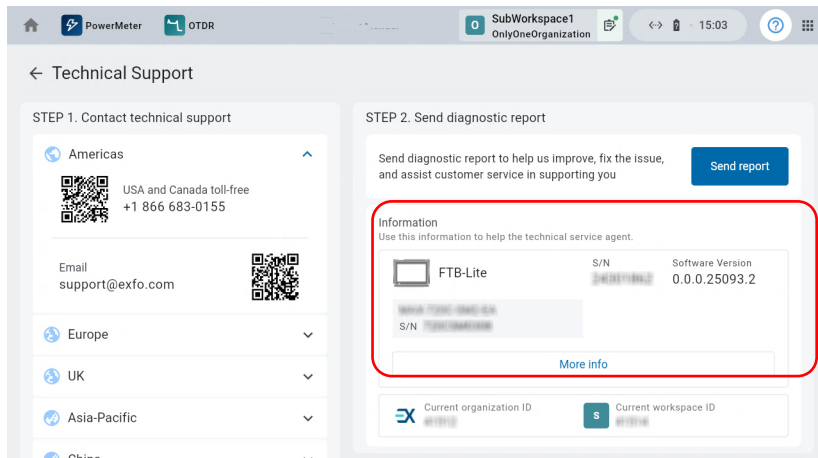 PowerMeter
OTDR
O
SubWorkspace1
OnlyOneOrganization
15:03
?
Technical Support
STEP 1. Contact technical support
Americas
USA and Canada toll-free
+1 866 683-0155
Email
support@exfo.com
Europe
UK
Asia-Pacific
China
STEP 2. Send diagnostic report
Send diagnostic report to help us improve, fix the issue,
and assist customer service in supporting you
Send report
Information
Use this information to help the technical service agent.
FTB-Lite
S/N
Software Version
0.0.0.25093.2
S/N
More info
EX
Current organization ID
S
Current workspace ID